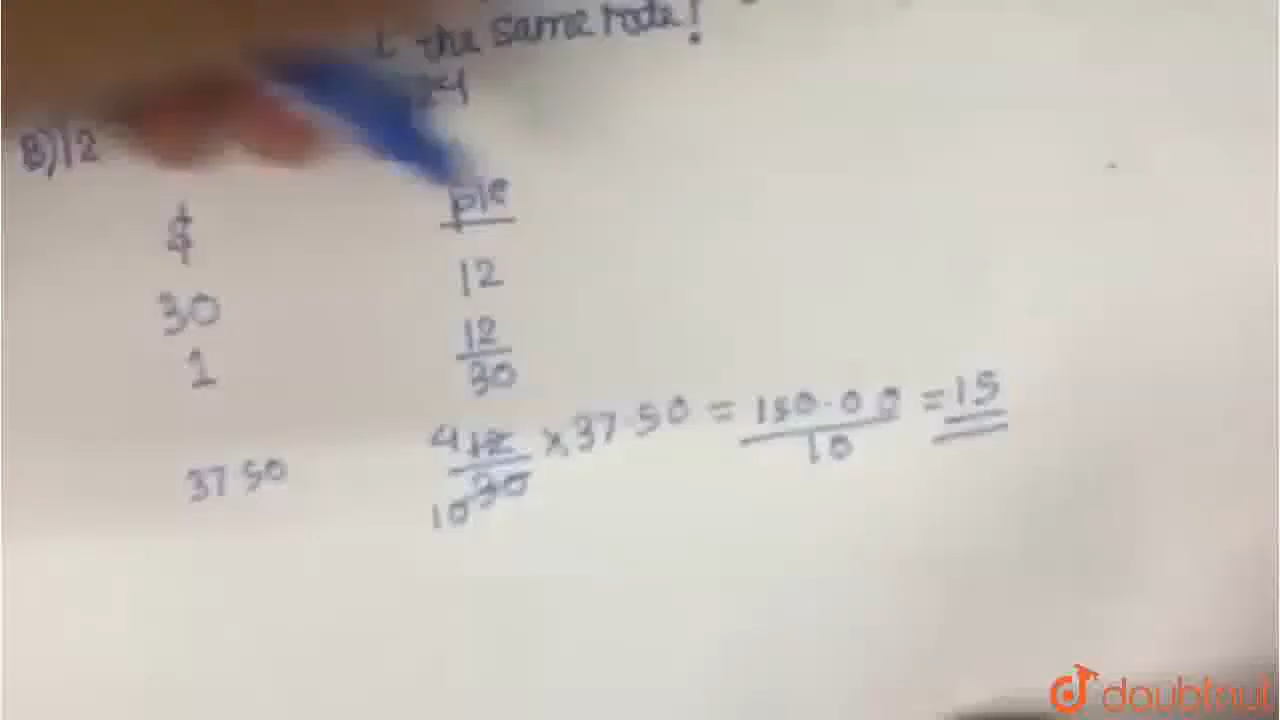 the same rate!
24
B) 12
$ pie
30 12
1 12/30
37.50 4 12/10 30 × 37.50 = 150.00/10 = 15
doubtnut